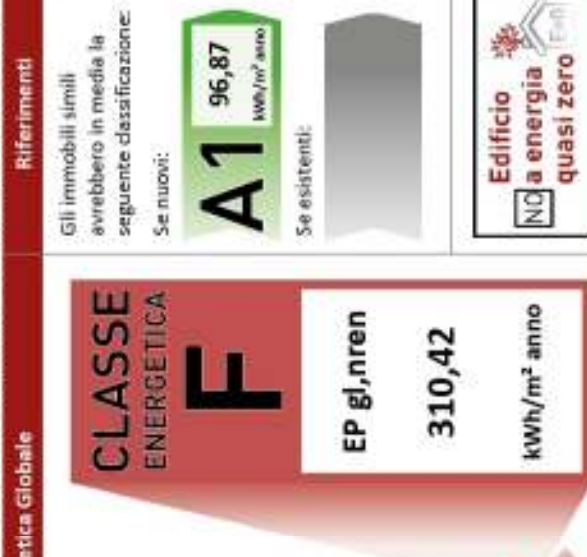 etica Globale
CLASSE
ENERGETICA
F
EP gl,nren
310,42
kWh/m² anno
Riferimenti
Gli immobili simili
avrebbero in media la
seguente classificazione:
Se nuovi:
A1
96,87
kWh/m² anno
Se esistenti:
Edificio
NO a energia
quasi zero